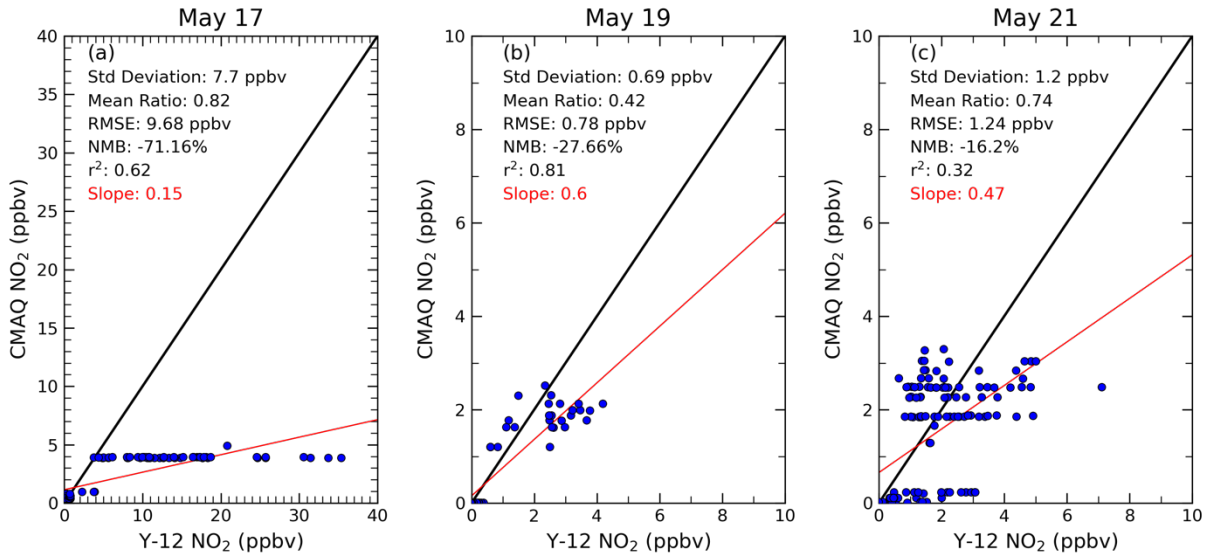 May 17
40
35
30
25
20
15
10
5
0
CMAQ NO₂ (ppbv)
(a)
Std Deviation: 7.7 ppbv
Mean Ratio: 0.82
RMSE: 9.68 ppbv
NMB: -71.16%
r²: 0.62
Slope: 0.15
0 10 20 30 40
Y-12 NO₂ (ppbv)
May 19
10
8
6
4
2
0
CMAQ NO₂ (ppbv)
(b)
Std Deviation: 0.69 ppbv
Mean Ratio: 0.42
RMSE: 0.78 ppbv
NMB: -27.66%
r²: 0.81
Slope: 0.6
0 2 4 6 8 10
Y-12 NO₂ (ppbv)
May 21
10
8
6
4
2
0
CMAQ NO₂ (ppbv)
(c)
Std Deviation: 1.2 ppbv
Mean Ratio: 0.74
RMSE: 1.24 ppbv
NMB: -16.2%
r²: 0.32
Slope: 0.47
0 2 4 6 8 10
Y-12 NO₂ (ppbv)